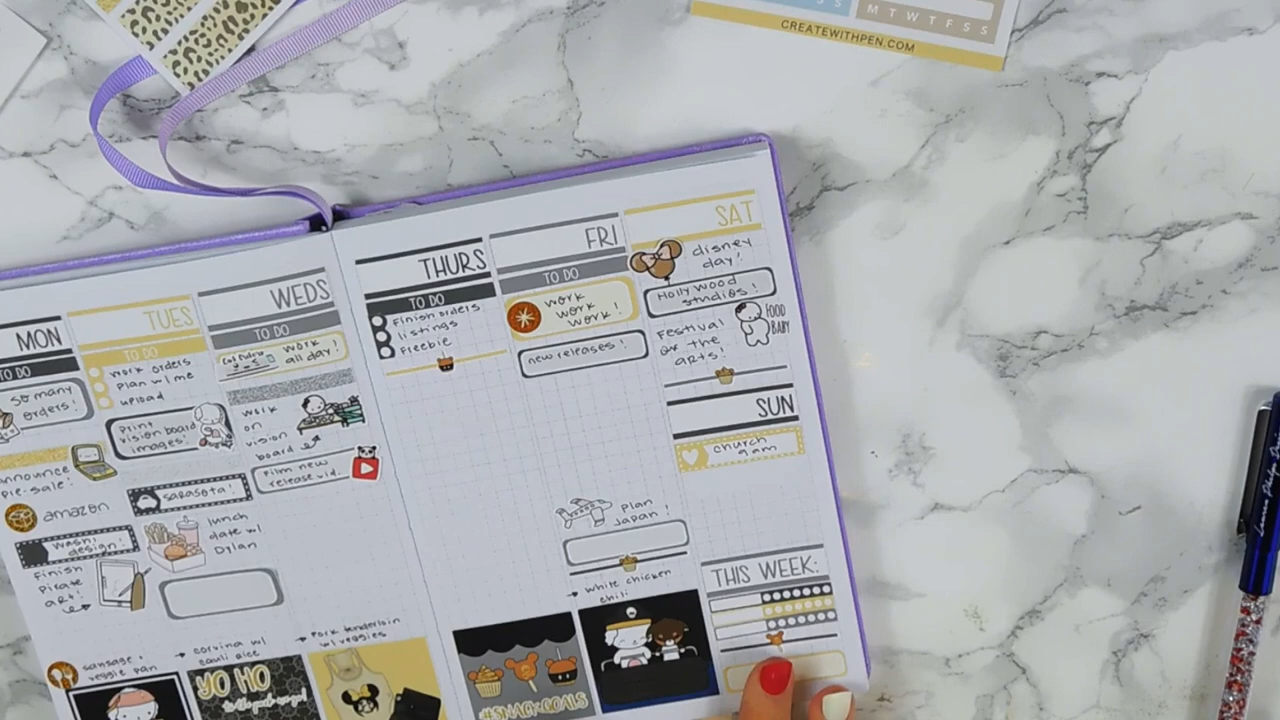 M T W T F S S
CREATEWITHPEN.COM
MON
TO DO
so many
orders!
announce
pre-sale!
amazon
washi
design!
Finish
pirate
art!
sausage +
veggie pan
TUES
TO DO
work orders
plan w/ me
upload
Print
vision board
images!
sarasota!
lunch
date w/
Dylan
corvina w/
cauli rice
YO HO
WEDS
TO DO
work
all day!
work
on
vision
board
Film new
release vid.
pork tenderloin
w/ veggies
THURS
TO DO
Finish orders
listings
Freebie
#SNACKGOALS
FRI
TO DO
work
work
work!
new releases!
Plan
Japan!
white chicken
chili
SAT
disney
day!
Hollywood
studios!
Festival
of the
arts!
FOOD
BABY
SUN
church
9am
THIS WEEK: